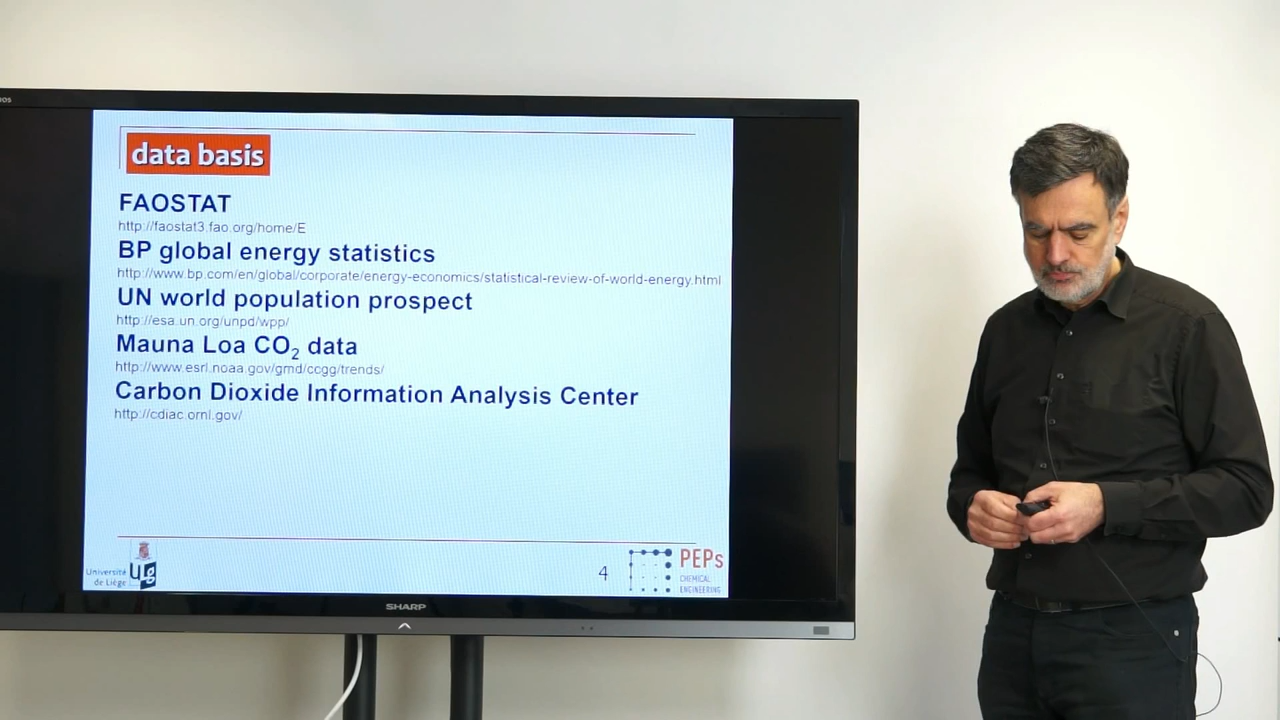 data basis
FAOSTAT
http://faostat3.fao.org/home/E
BP global energy statistics
http://www.bp.com/en/global/corporate/energy-economics/statistical-review-of-world-energy.html
UN world population prospect
http://esa.un.org/unpd/wpp/
Mauna Loa CO₂ data
http://www.esrl.noaa.gov/gmd/ccgg/trends/
Carbon Dioxide Information Analysis Center
http://cdiac.ornl.gov/
Université
de Liège
4
PEPs
CHEMICAL
ENGINEERING
SHARP